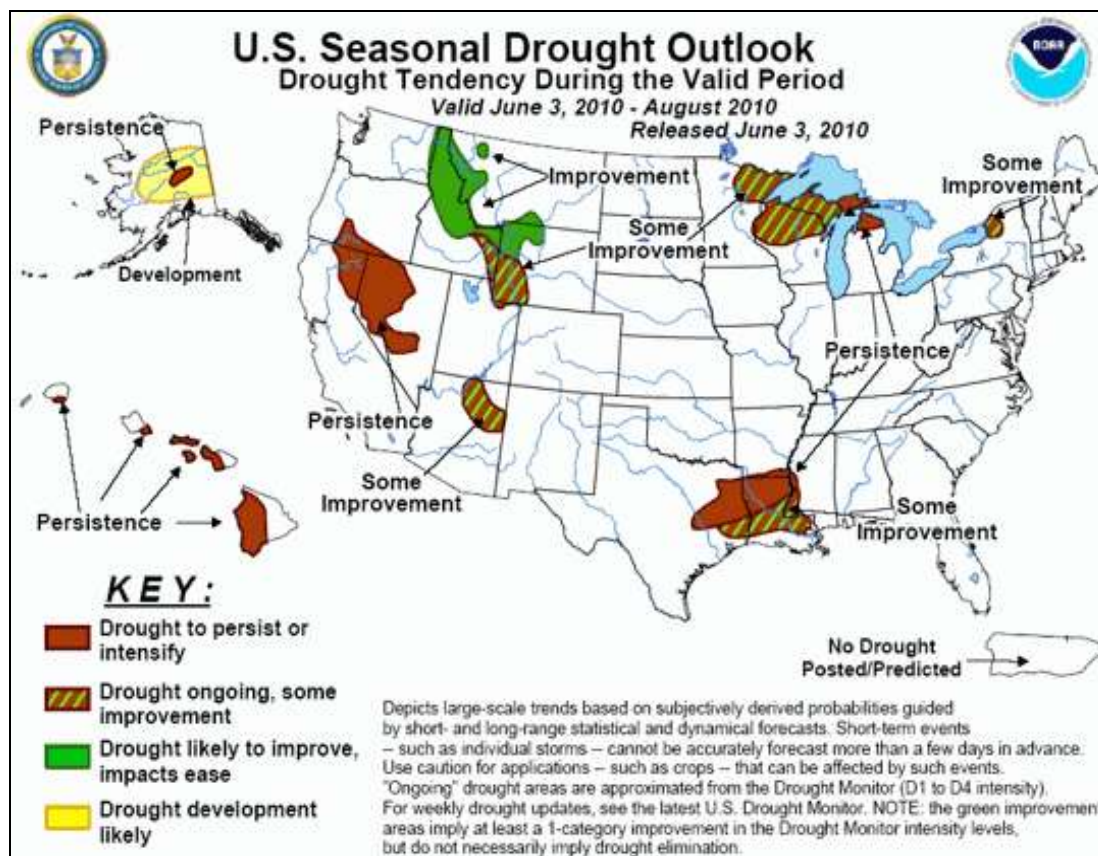 U.S. Seasonal Drought Outlook
Drought Tendency During the Valid Period
Valid June 3, 2010 - August 2010
Released June 3, 2010
NOAA
Persistence
Development
Improvement
Some
Improvement
Some
Improvement
Persistence
Persistence
Some
Improvement
Some
Improvement
Persistence
KEY:
Drought to persist or
intensify
Drought ongoing, some
improvement
Drought likely to improve,
impacts ease
Drought development
likely
No Drought
Posted/Predicted
Depicts large-scale trends based on subjectively derived probabilities guided
by short- and long-range statistical and dynamical forecasts. Short-term events
-- such as individual storms -- cannot be accurately forecast more than a few days in advance.
Use caution for applications -- such as crops -- that can be affected by such events.
"Ongoing" drought areas are approximated from the Drought Monitor (D1 to D4 intensity).
For weekly drought updates, see the latest U.S. Drought Monitor. NOTE: the green improvement
areas imply at least a 1-category improvement in the Drought Monitor intensity levels,
but do not necessarily imply drought elimination.